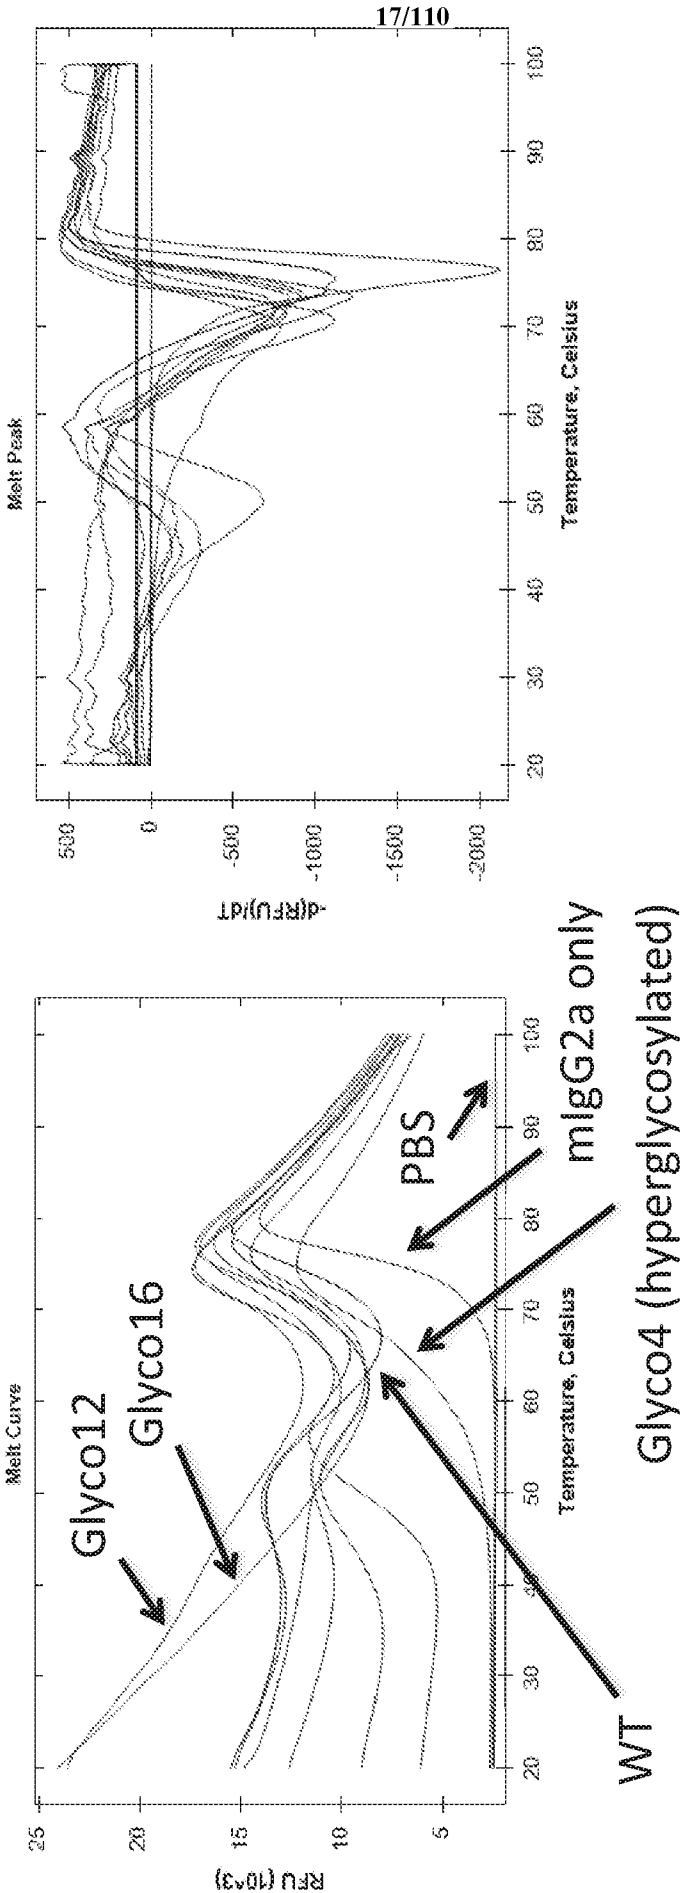 17/110
Melt Curve
RFU (10^3)
25
20
15
10
5
20
30
40
50
60
70
80
90
100
Temperature, Celsius
Glyco12
Glyco16
PBS
mIgG2a only
Glyco4 (hyperglycosylated)
WT
Melt Peak
-d(RFU)/dT
500
0
-500
-1000
-1500
-2000
20
30
40
50
60
70
80
90
100
Temperature, Celsius